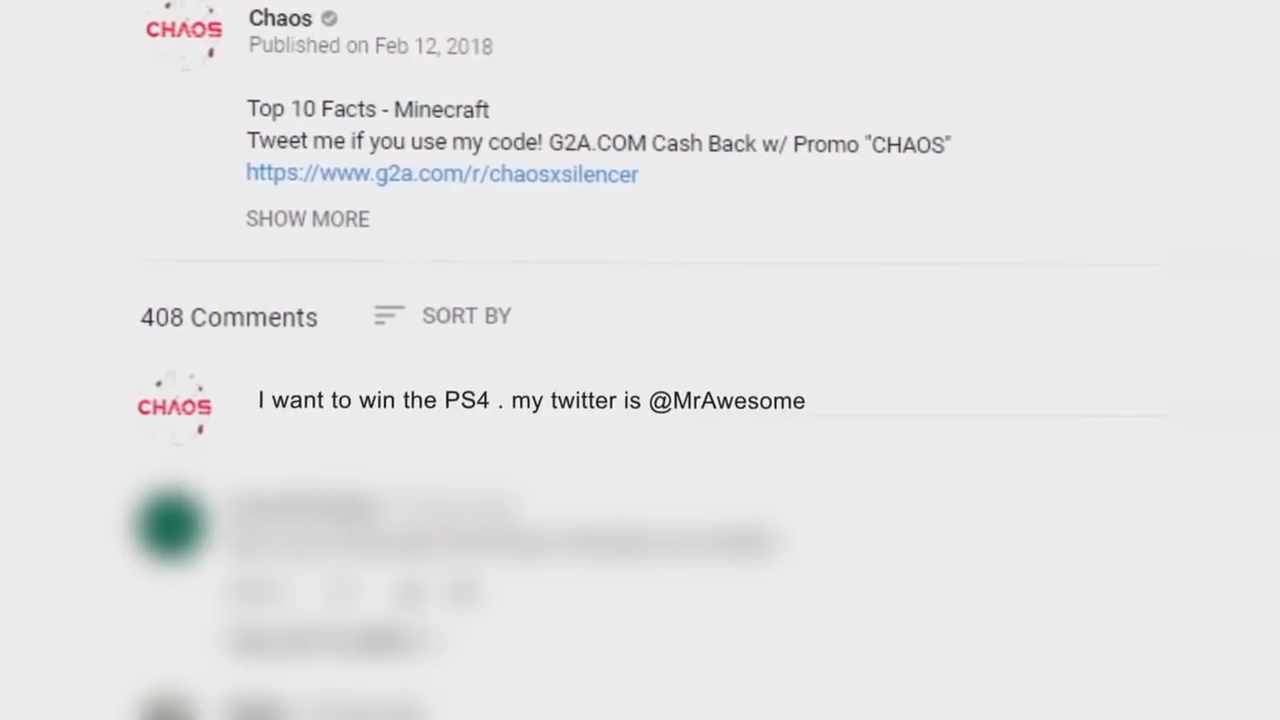 CHAOS
Chaos
Published on Feb 12, 2018
Top 10 Facts - Minecraft
Tweet me if you use my code! G2A.COM Cash Back w/ Promo "CHAOS"
https://www.g2a.com/r/chaosxsilencer
SHOW MORE
408 Comments SORT BY
CHAOS
I want to win the PS4 . my twitter is @MrAwesome